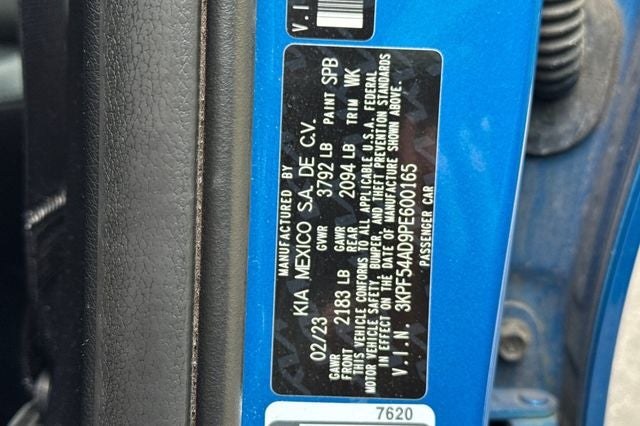 V.I
MANUFACTURED BY
KIA MEXICO S.A. DE C.V.
02/23 GVWR 3792 LB PAINT SPB
GAWR FRONT 2183 LB GAWR REAR 2094 LB TRIM WK
THIS VEHICLE CONFORMS TO ALL APPLICABLE U.S.A. FEDERAL
MOTOR VEHICLE SAFETY, BUMPER, AND THEFT PREVENTION STANDARDS
IN EFFECT ON THE DATE OF MANUFACTURE SHOWN ABOVE.
V.I.N. 3KPF54AD9PE600165
PASSENGER CAR
7620